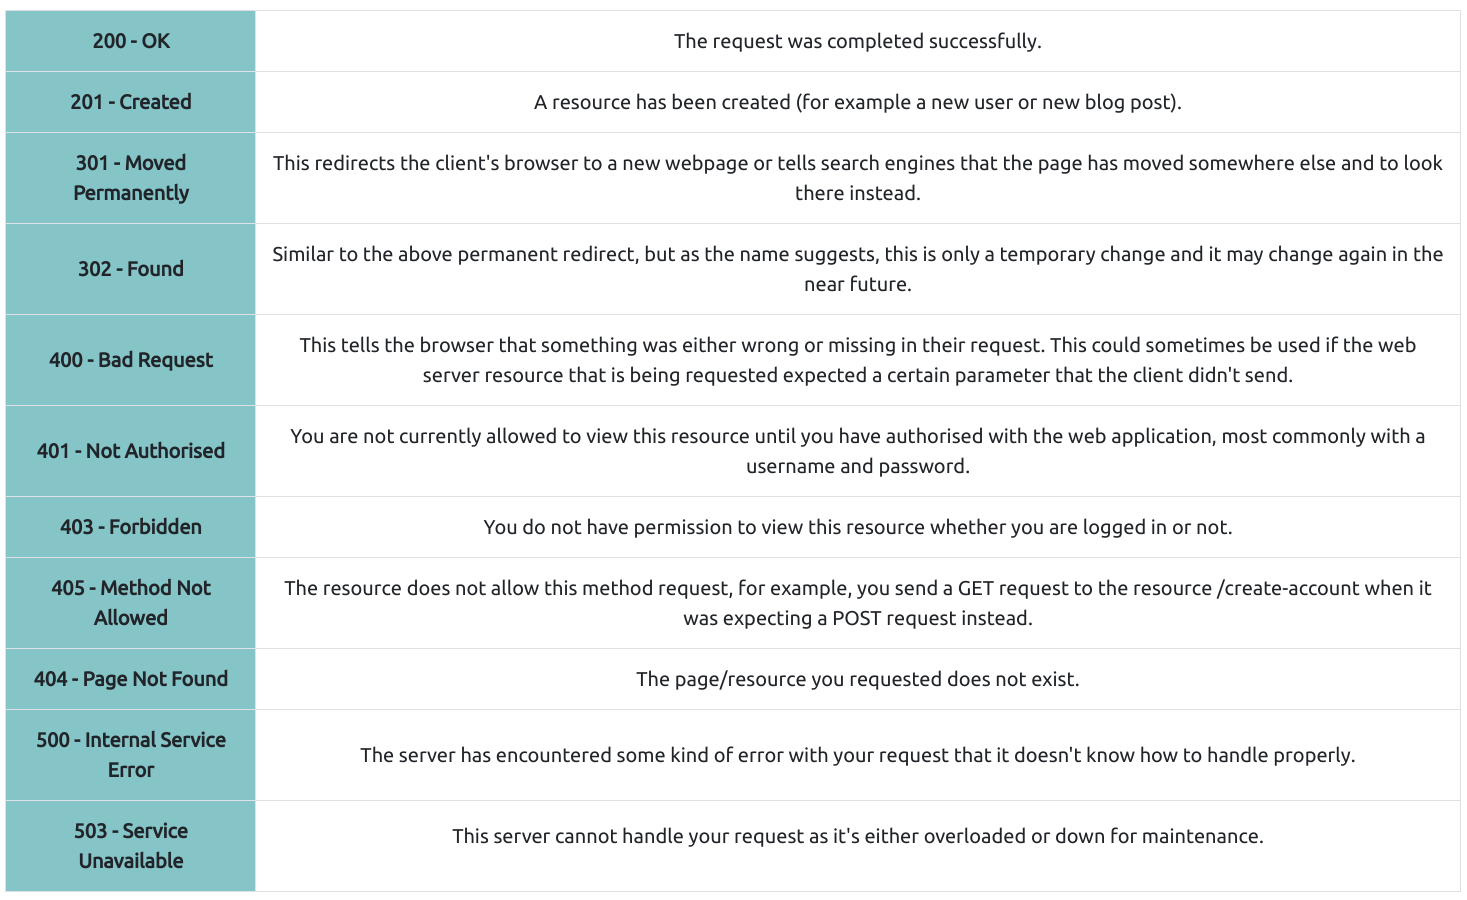 200 - OK
The request was completed successfully.
201 - Created
A resource has been created (for example a new user or new blog post).
301 - Moved
Permanently
This redirects the client's browser to a new webpage or tells search engines that the page has moved somewhere else and to look
there instead.
302 - Found
Similar to the above permanent redirect, but as the name suggests, this is only a temporary change and it may change again in the
near future.
400 - Bad Request
This tells the browser that something was either wrong or missing in their request. This could sometimes be used if the web
server resource that is being requested expected a certain parameter that the client didn't send.
401 - Not Authorised
You are not currently allowed to view this resource until you have authorised with the web application, most commonly with a
username and password.
403 - Forbidden
You do not have permission to view this resource whether you are logged in or not.
405 - Method Not
Allowed
The resource does not allow this method request, for example, you send a GET request to the resource /create-account when it
was expecting a POST request instead.
404 - Page Not Found
The page/resource you requested does not exist.
500 - Internal Service
Error
The server has encountered some kind of error with your request that it doesn't know how to handle properly.
503 - Service
Unavailable
This server cannot handle your request as it's either overloaded or down for maintenance.